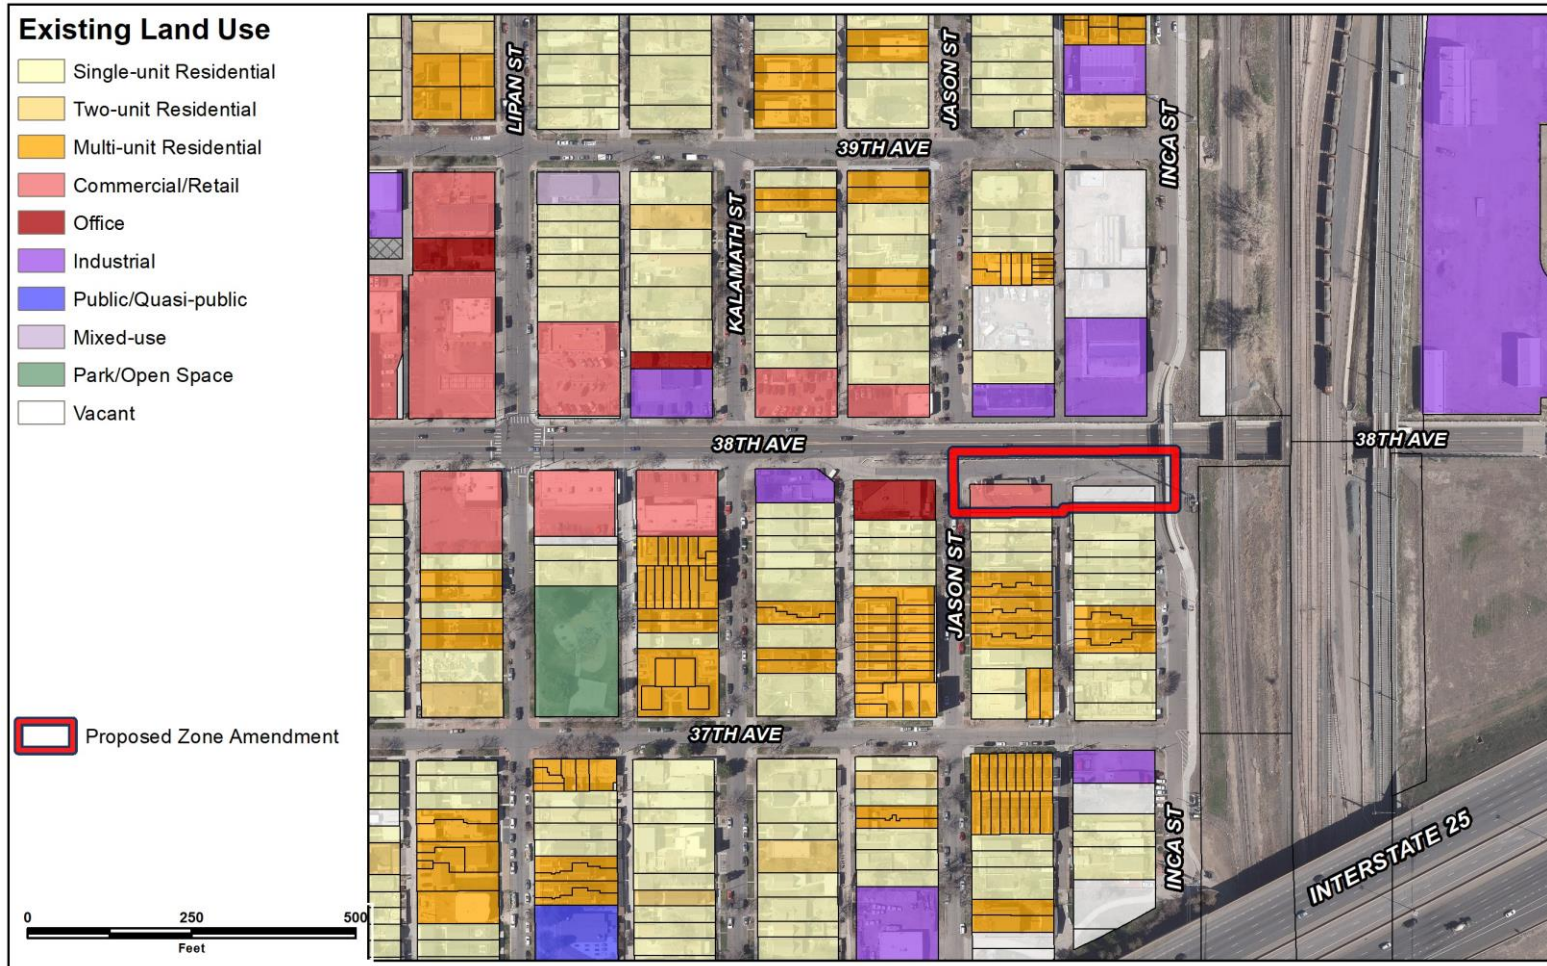 Existing Land Use
Single-unit Residential
Two-unit Residential
Multi-unit Residential
Commercial/Retail
Office
Industrial
Public/Quasi-public
Mixed-use
Park/Open Space
Vacant
Proposed Zone Amendment
0 250 500
Feet
LIPAN ST
JASON ST
INCA ST
39TH AVE
KALAMATH ST
38TH AVE
38TH AVE
JASON ST
37TH AVE
INCA ST
INTERSTATE 25